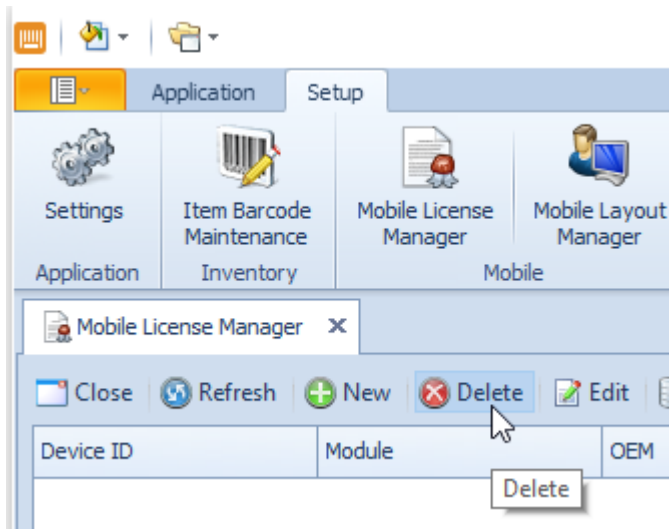 Application
Setup
Settings
Item Barcode
Maintenance
Mobile License
Manager
Mobile Layout
Manager
Application
Inventory
Mobile
Mobile License Manager
Close
Refresh
New
Delete
Edit
Device ID
Module
OEM
Delete